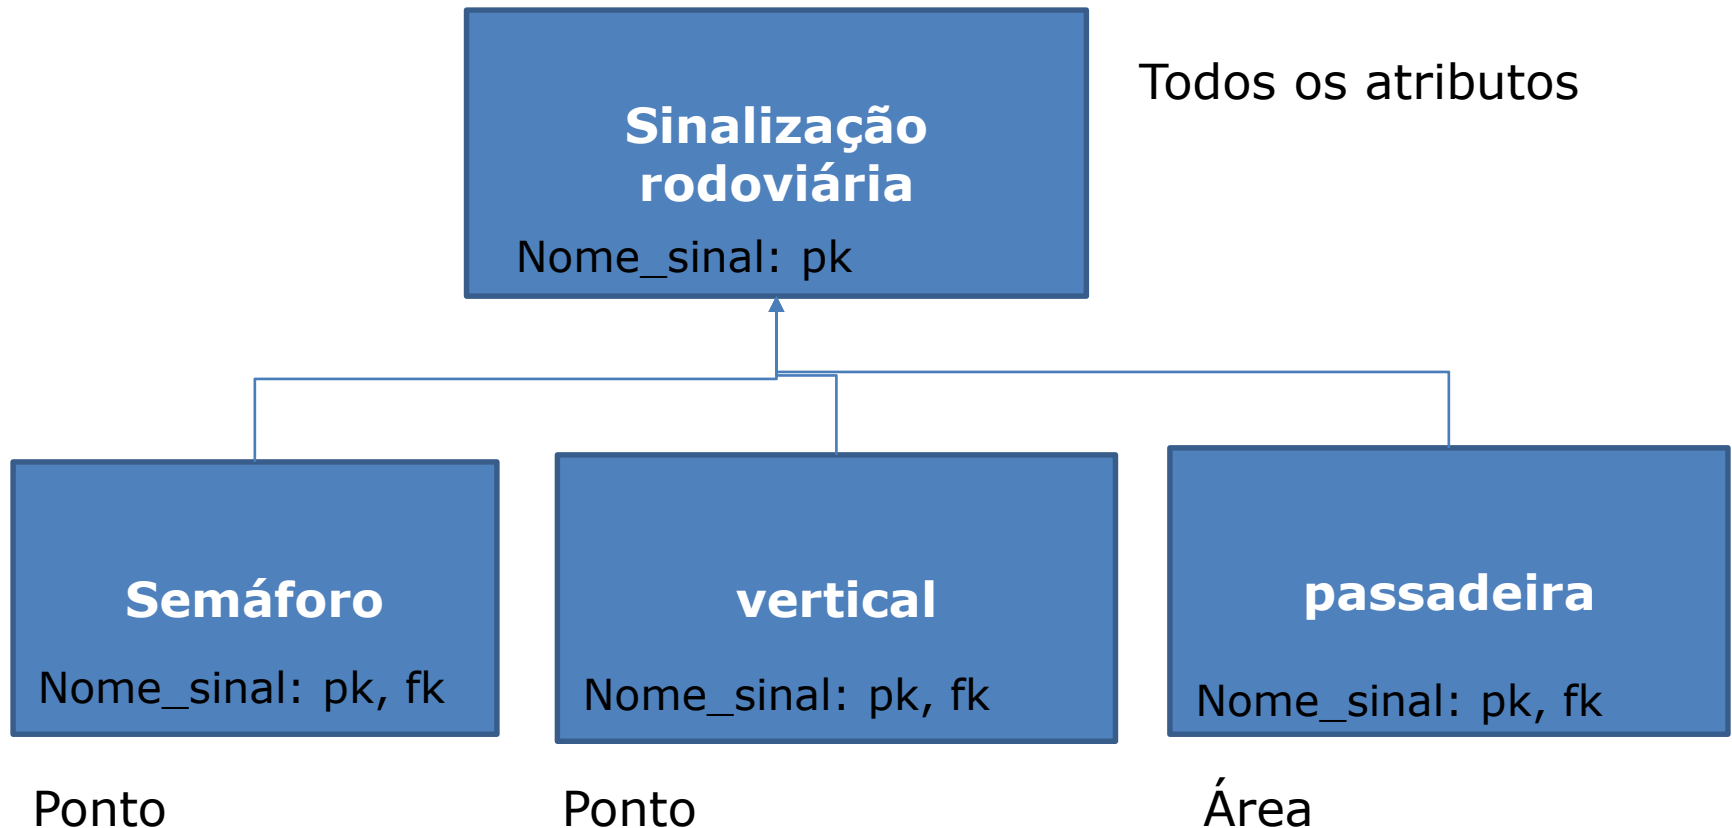 Todos os atributos
Sinalização
rodoviária
Nome_sinal: pk
Semáforo
Nome_sinal: pk, fk
vertical
Nome_sinal: pk, fk
passadeira
Nome_sinal: pk, fk
Ponto
Ponto
Área